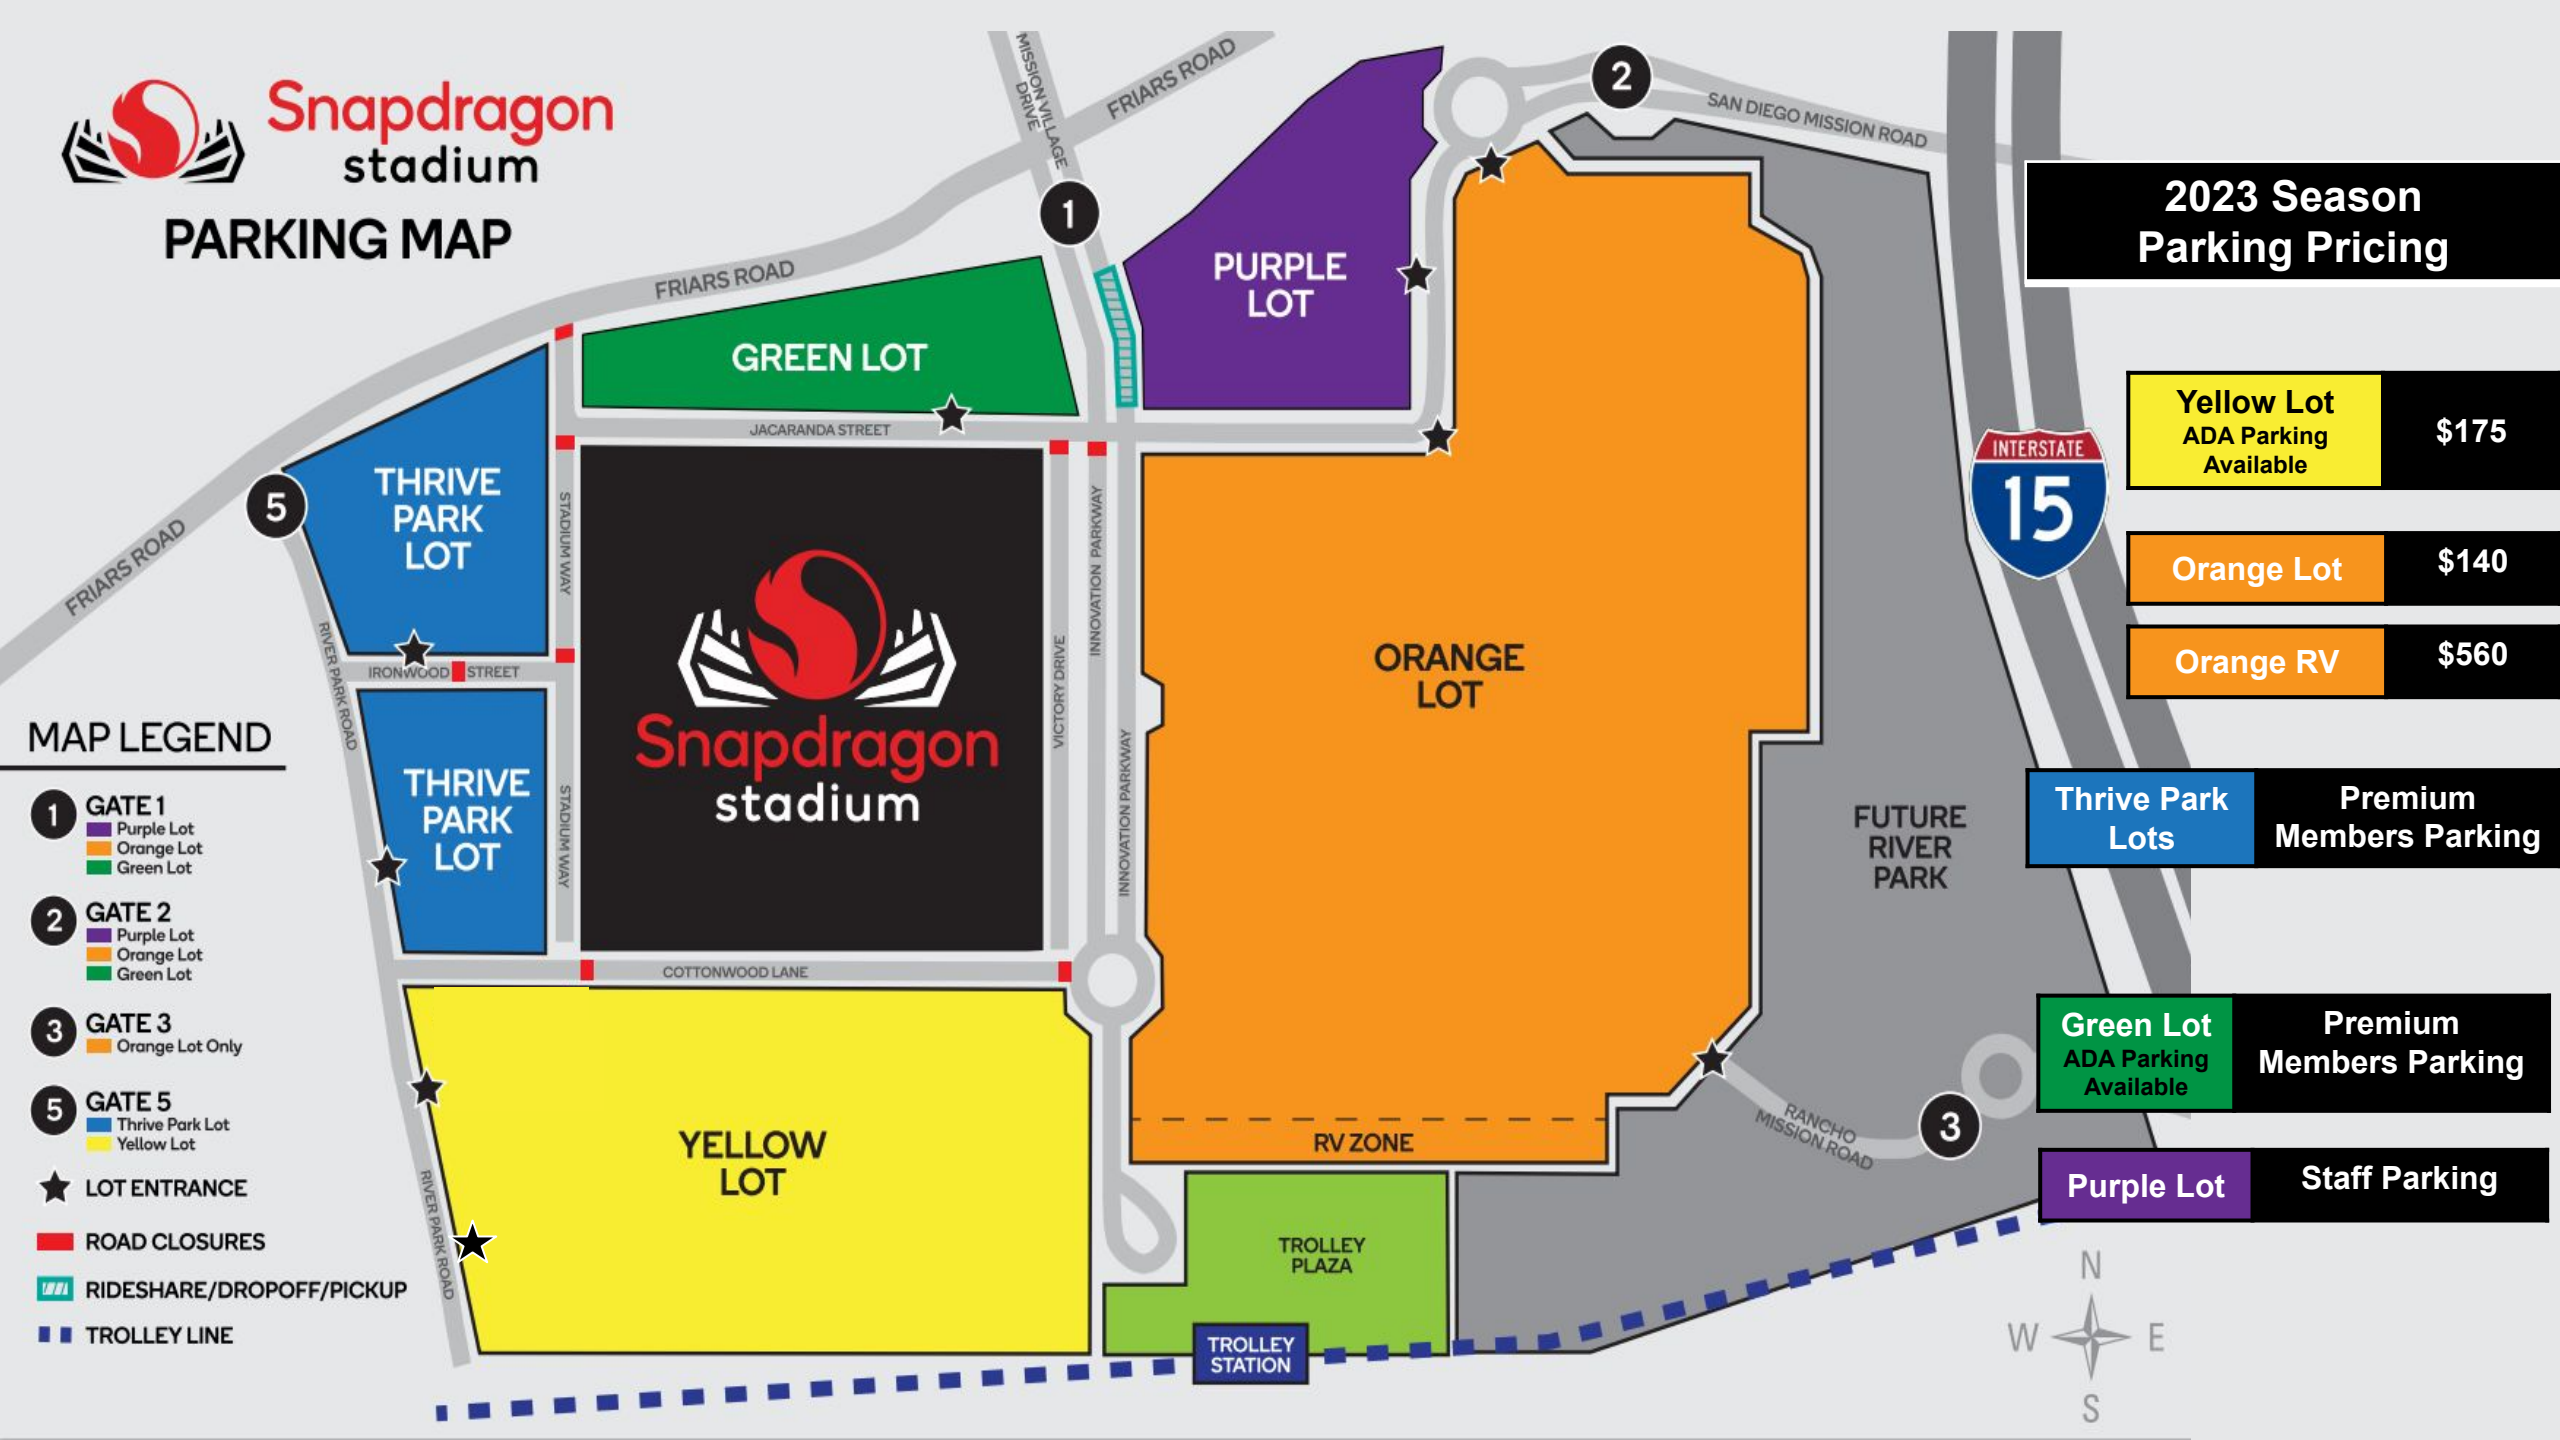 Snapdragon
stadium
PARKING MAP
MISSION VILLAGE
DRIVE
FRIARS ROAD
1
2
SAN DIEGO MISSION ROAD
2023 Season
Parking Pricing
FRIARS ROAD
GREEN LOT
PURPLE
LOT
JACARANDA STREET
THRIVE
PARK
LOT
5
FRIARS ROAD
STADIUM WAY
INNOVATION PARKWAY
VICTORY DRIVE
RIVER PARK ROAD
IRONWOOD STREET
Snapdragon
stadium
ORANGE
LOT
INTERSTATE
15
Yellow Lot
ADA Parking
Available
$175
Orange Lot
$140
Orange RV
$560
THRIVE
PARK
LOT
STADIUM WAY
INNOVATION PARKWAY
FUTURE
RIVER
PARK
Thrive Park
Lots
Premium
Members Parking
COTTONWOOD LANE
Green Lot
ADA Parking
Available
Premium
Members Parking
YELLOW
LOT
RV ZONE
RANCHO
MISSION ROAD
3
Purple Lot
Staff Parking
RIVER PARK ROAD
TROLLEY
PLAZA
TROLLEY
STATION
N
W E
S
MAP LEGEND
1 GATE 1
Purple Lot
Orange Lot
Green Lot
2 GATE 2
Purple Lot
Orange Lot
Green Lot
3 GATE 3
Orange Lot Only
5 GATE 5
Thrive Park Lot
Yellow Lot
LOT ENTRANCE
ROAD CLOSURES
RIDESHARE/DROPOFF/PICKUP
TROLLEY LINE